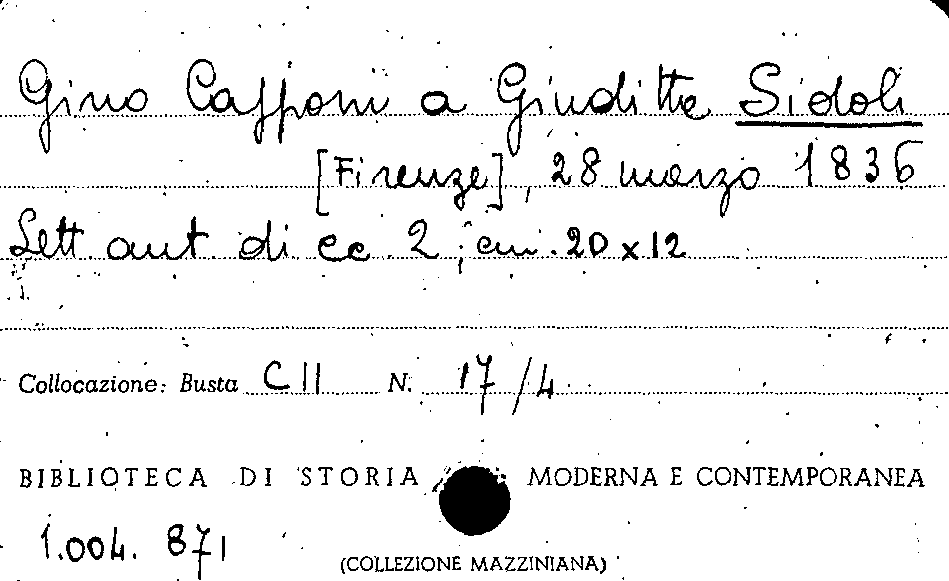 Gino Capponi a Giuditta Sidoli
[Firenze], 28 marzo 1836
Lett. aut. di cc. 2; cm. 20 x 12
Collocazione: Busta C II N. 17/4
BIBLIOTECA DI STORIA MODERNA E CONTEMPORANEA
1.004.871
(COLLEZIONE MAZZINIANA)